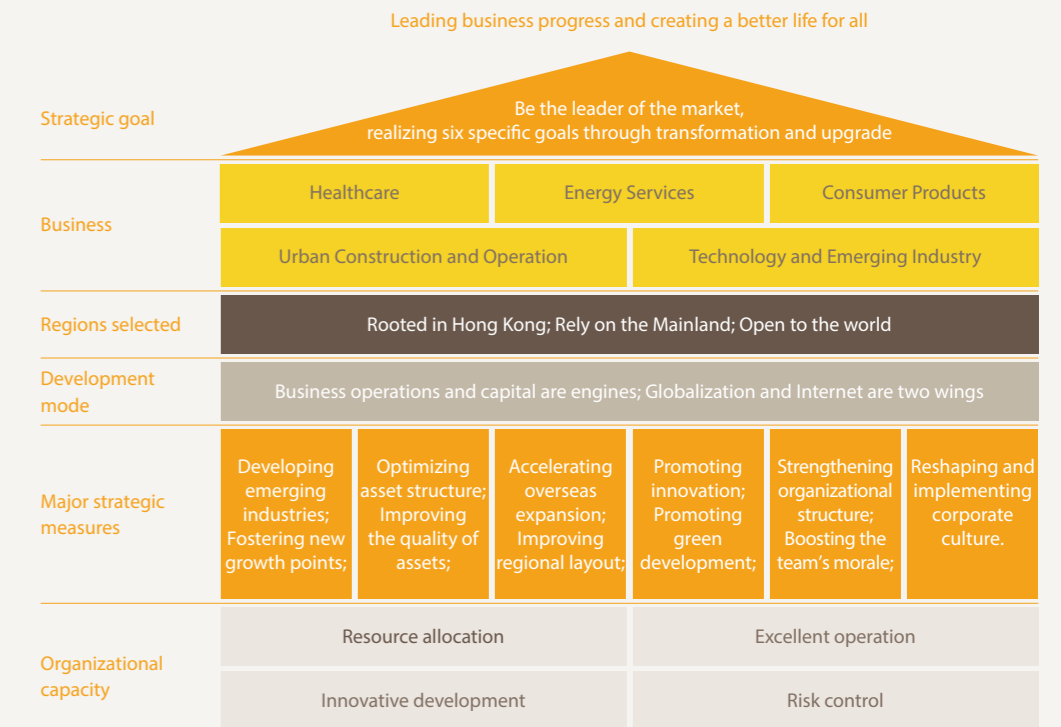 Leading business progress and creating a better life for all
Strategic goal
Be the leader of the market,
realizing six specific goals through transformation and upgrade
Business
Healthcare
Energy Services
Consumer Products
Urban Construction and Operation
Technology and Emerging Industry
Regions selected
Rooted in Hong Kong; Rely on the Mainland; Open to the world
Development
mode
Business operations and capital are engines; Globalization and Internet are two wings
Major strategic
measures
Developing
emerging
industries;
Fostering new
growth points;
Optimizing
asset structure;
Improving
the quality of
assets;
Accelerating
overseas
expansion;
Improving
regional layout;
Promoting
innovation;
Promoting
green
development;
Strengthening
organizational
structure;
Boosting the
team's morale;
Reshaping and
implementing
corporate
culture.
Organizational
capacity
Resource allocation
Excellent operation
Innovative development
Risk control